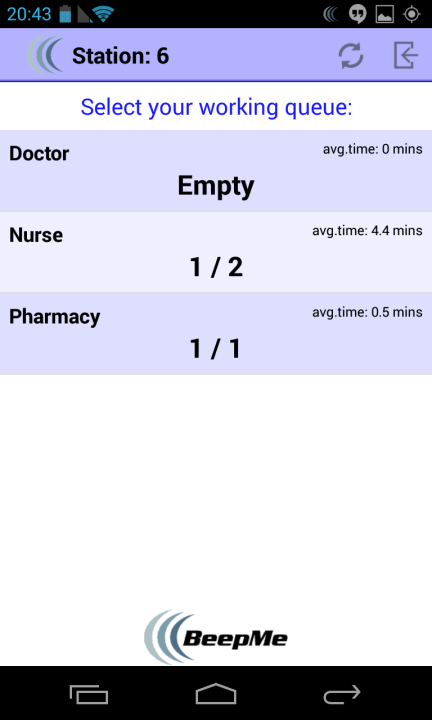 20:43
Station: 6
Select your working queue:
Doctor
avg.time: 0 mins
Empty
Nurse
avg.time: 4.4 mins
1 / 2
Pharmacy
avg.time: 0.5 mins
1 / 1
BeepMe